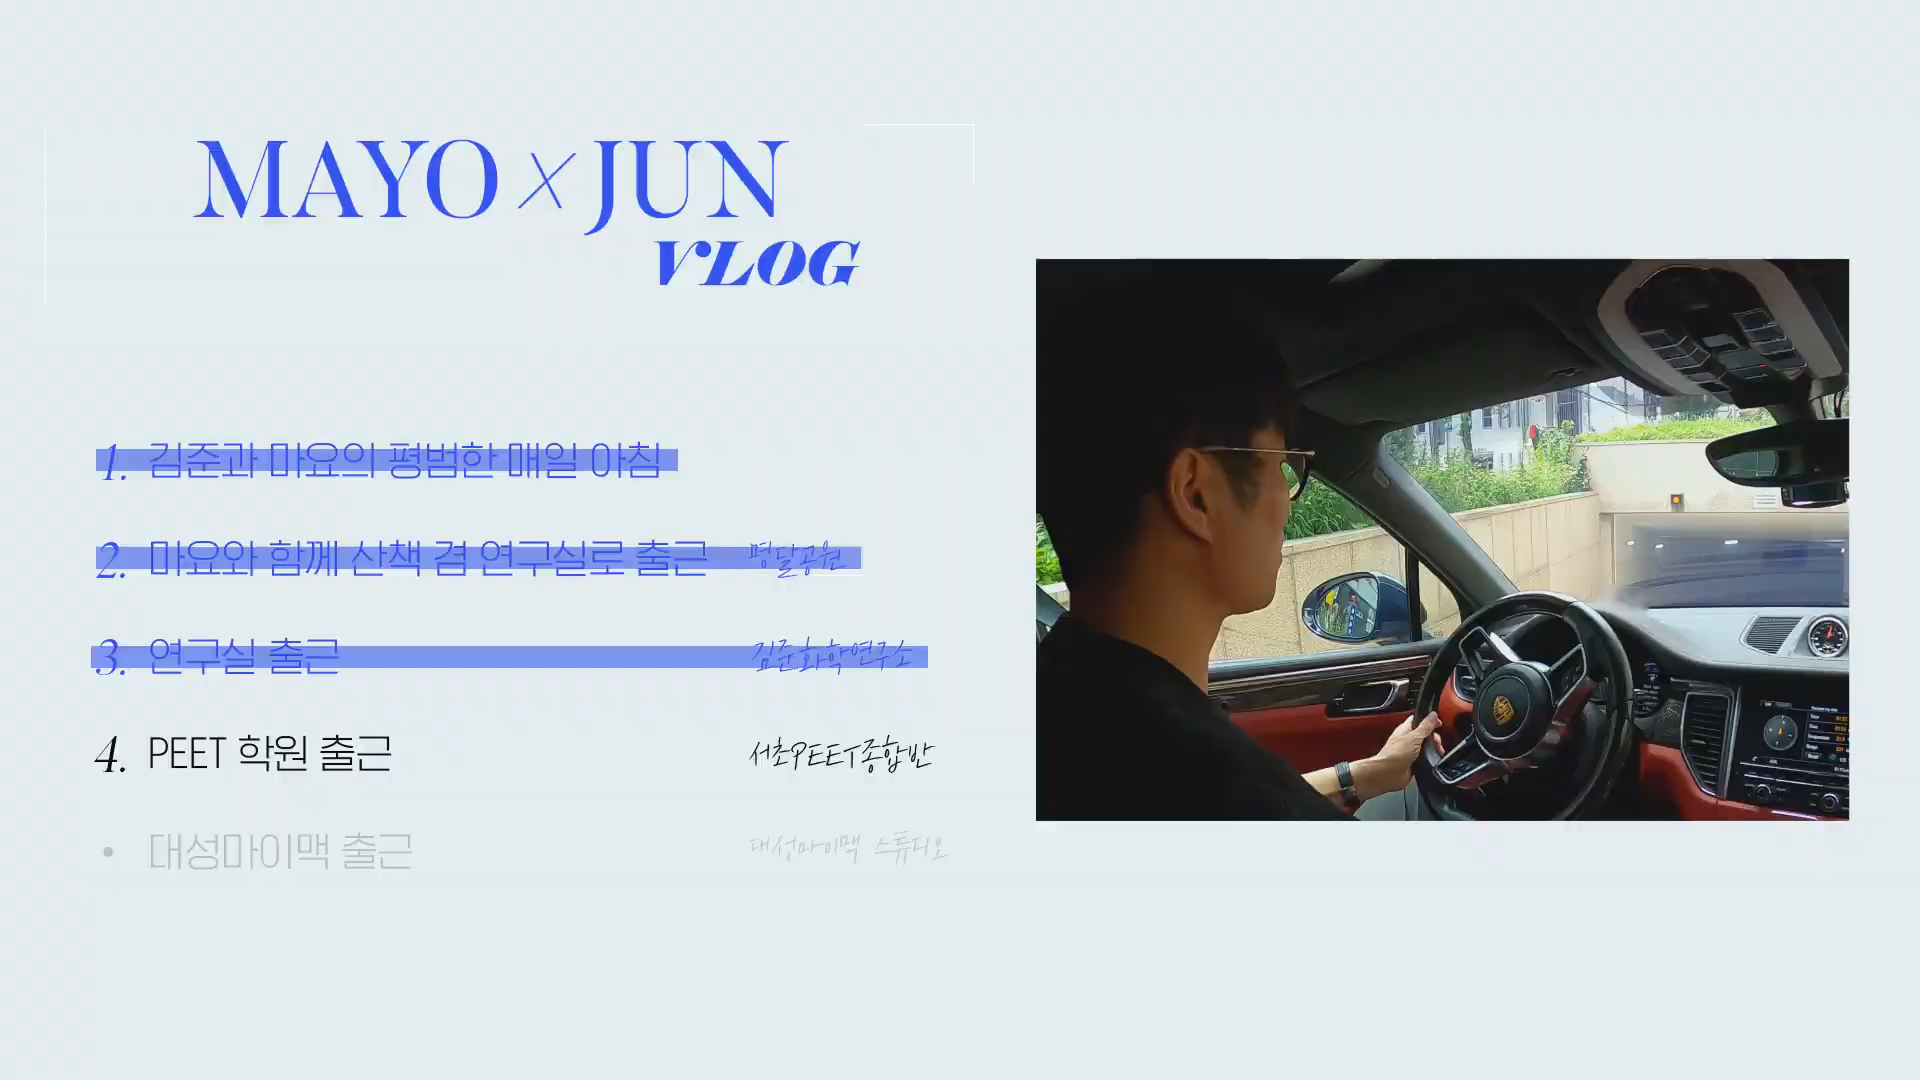 MAYO × JUN
VLOG
1. 김준과 마요의 평범한 매일 아침
2. 마요와 함께 산책 겸 연구실로 출근 명달공원
3. 연구실 출근 김준화학연구소
4. PEET 학원 출근 서초PEET종합반
• 대성마이맥 출근 대성마이맥 스튜디오